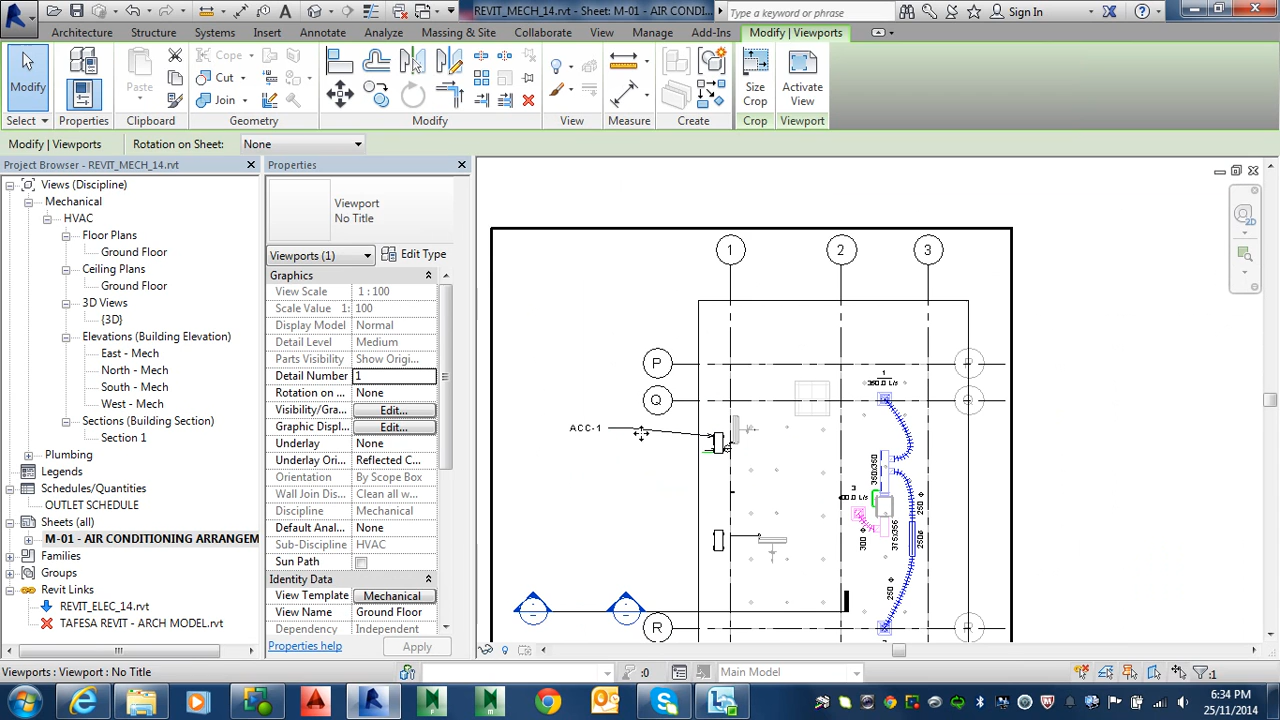 REVIT_MECH_14.rvt - Sheet: M-01 - AIR CONDI...
Type a keyword or phrase
Sign In
Architecture Structure Systems Insert Annotate Analyze Massing & Site Collaborate View Manage Add-Ins Modify | Viewports
Modify
Paste
Cope
Cut
Join
Size Crop
Activate View
Select Properties Clipboard Geometry Modify View Measure Create Crop Viewport
Modify | Viewports Rotation on Sheet: None
Project Browser - REVIT_MECH_14.rvt
Views (Discipline)
Mechanical
HVAC
Floor Plans
Ground Floor
Ceiling Plans
Ground Floor
3D Views
{3D}
Elevations (Building Elevation)
East - Mech
North - Mech
South - Mech
West - Mech
Sections (Building Section)
Section 1
Plumbing
Legends
Schedules/Quantities
OUTLET SCHEDULE
Sheets (all)
M-01 - AIR CONDITIONING ARRANGEM
Families
Groups
Revit Links
REVIT_ELEC_14.rvt
TAFESA REVIT - ARCH MODEL.rvt
Properties
Viewport
No Title
Viewports (1) Edit Type
Graphics
View Scale 1 : 100
Scale Value 1: 100
Display Model Normal
Detail Level Medium
Parts Visibility Show Origi...
Detail Number 1
Rotation on ... None
Visibility/Gra... Edit...
Graphic Displ... Edit...
Underlay None
Underlay Ori... Reflected C...
Orientation By Scope Box
Wall Join Dis... Clean all w...
Discipline Mechanical
Default Anal... None
Sub-Discipline HVAC
Sun Path
Identity Data
View Template Mechanical
View Name Ground Floor
Dependency Independent
Properties help Apply
1 2 3
P P
Q Q
ACC-1
350x350
300 ϕ
375x356
250 ϕ
250ϕ
250 ϕ
R R
Viewports : Viewport : No Title
:0
Main Model
:1
6:34 PM
25/11/2014